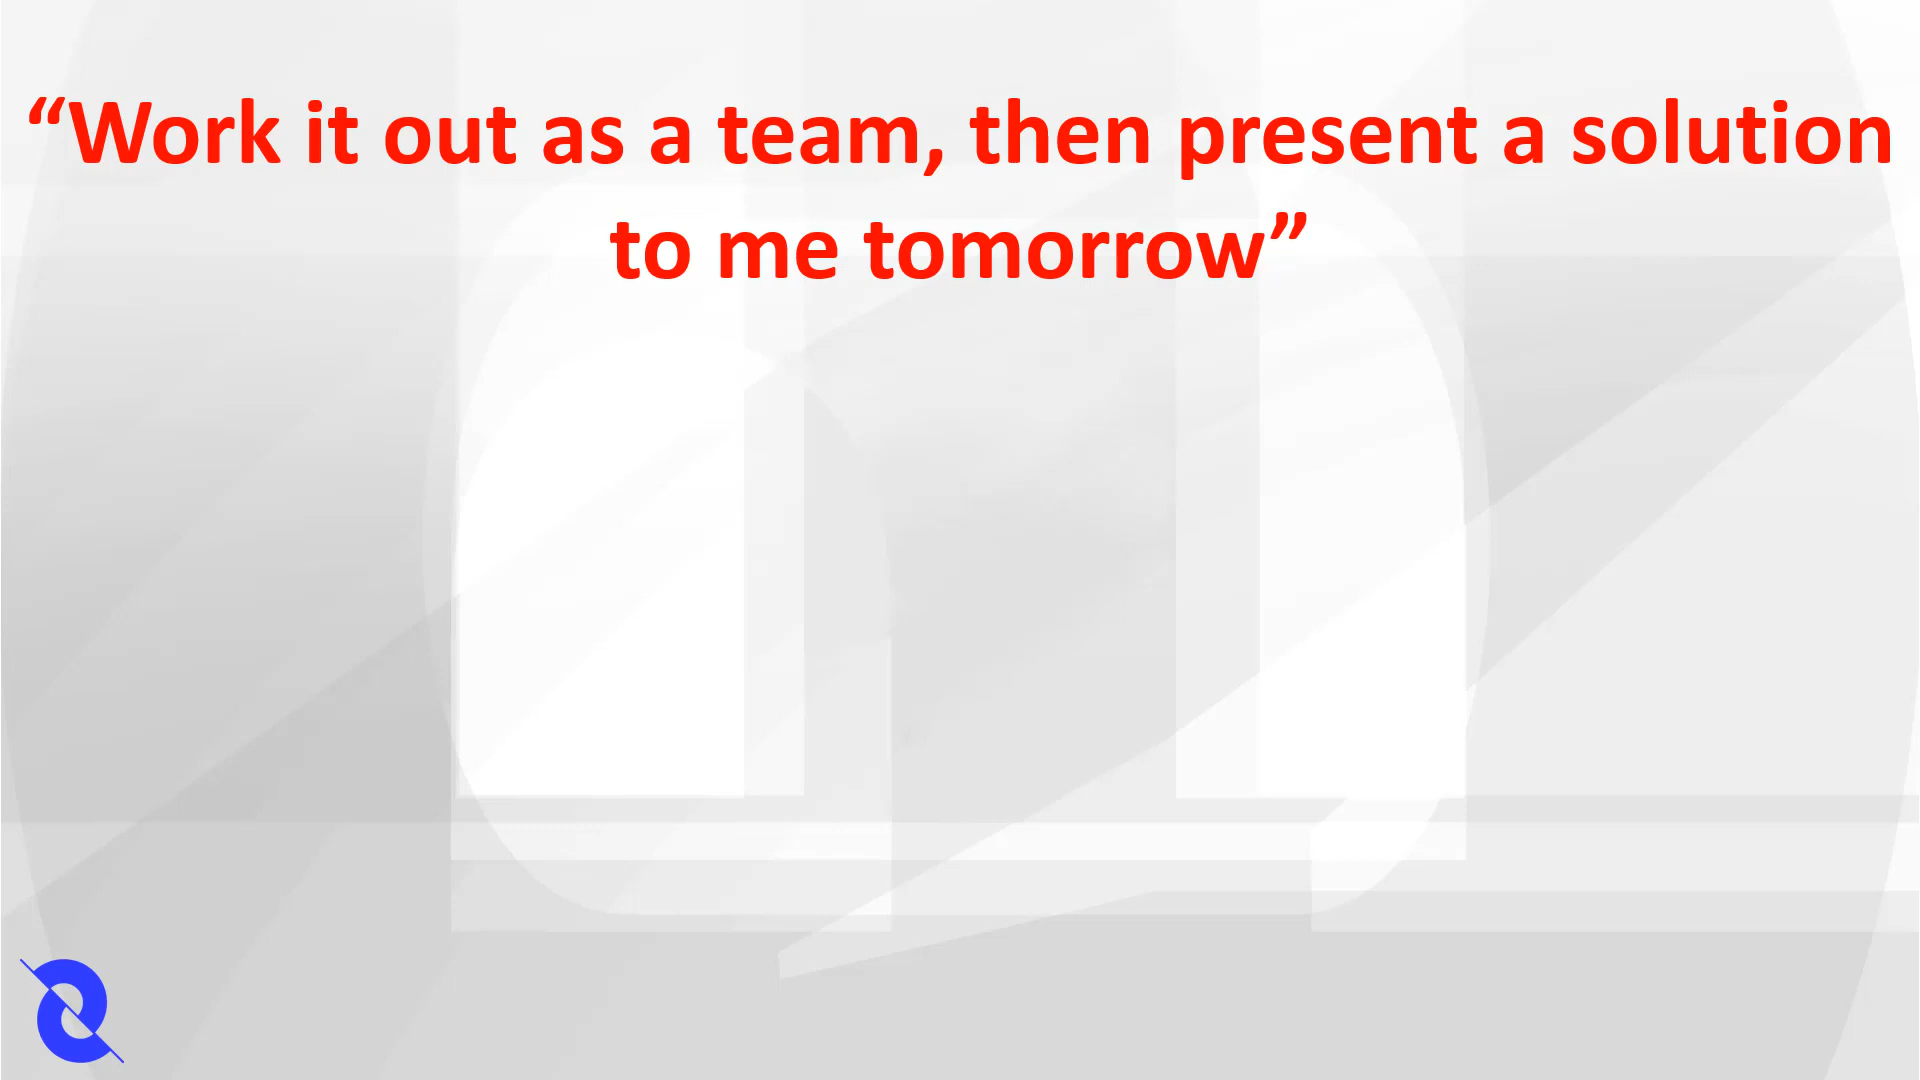 “Work it out as a team, then present a solution
to me tomorrow”